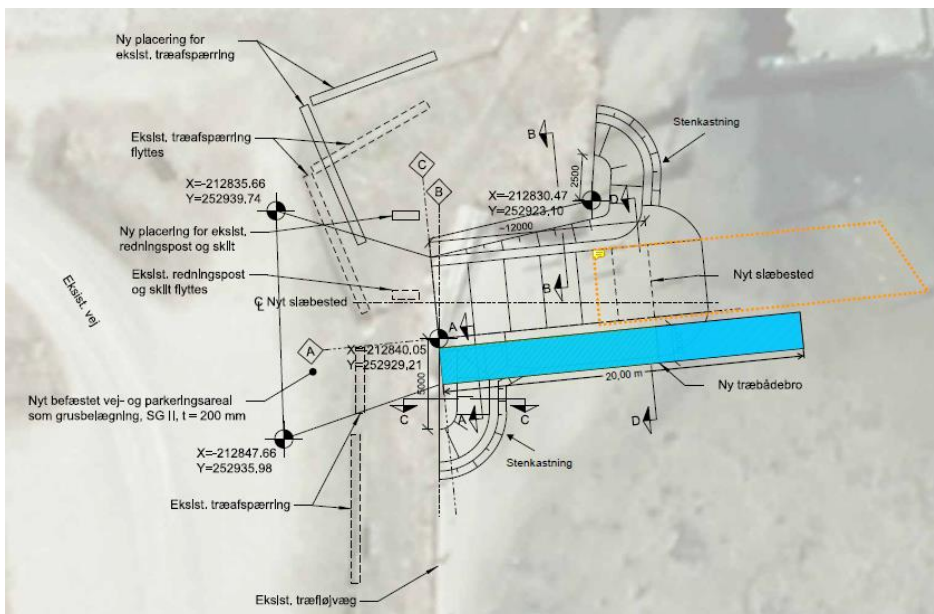 Ny placering for
eksist. træafspærring
Eksist. træafspærring
flyttes
X=-212835.66
Y=252939.74
Ny placering for eksist.
redningspost og skilt
Eksist. redningspost
og skilt flyttes
℄ Nyt slæbested
Eksist. vej
A
X=-212840,05
Y=252929,21
Nyt befæstet vej- og parkeringsareal
som grusbelægning, SG II, t = 200 mm
X=-212847.66
Y=252935,98
Eksist. træafspærring
Eksist. træfløjvæg
C
B
X=-212830.47
Y=252923,10
~12000
2500
B
D
B
A
5000
C
A
C
D
Stenkastning
Nyt slæbested
20,00 m
Ny træbådebro
Stenkastning